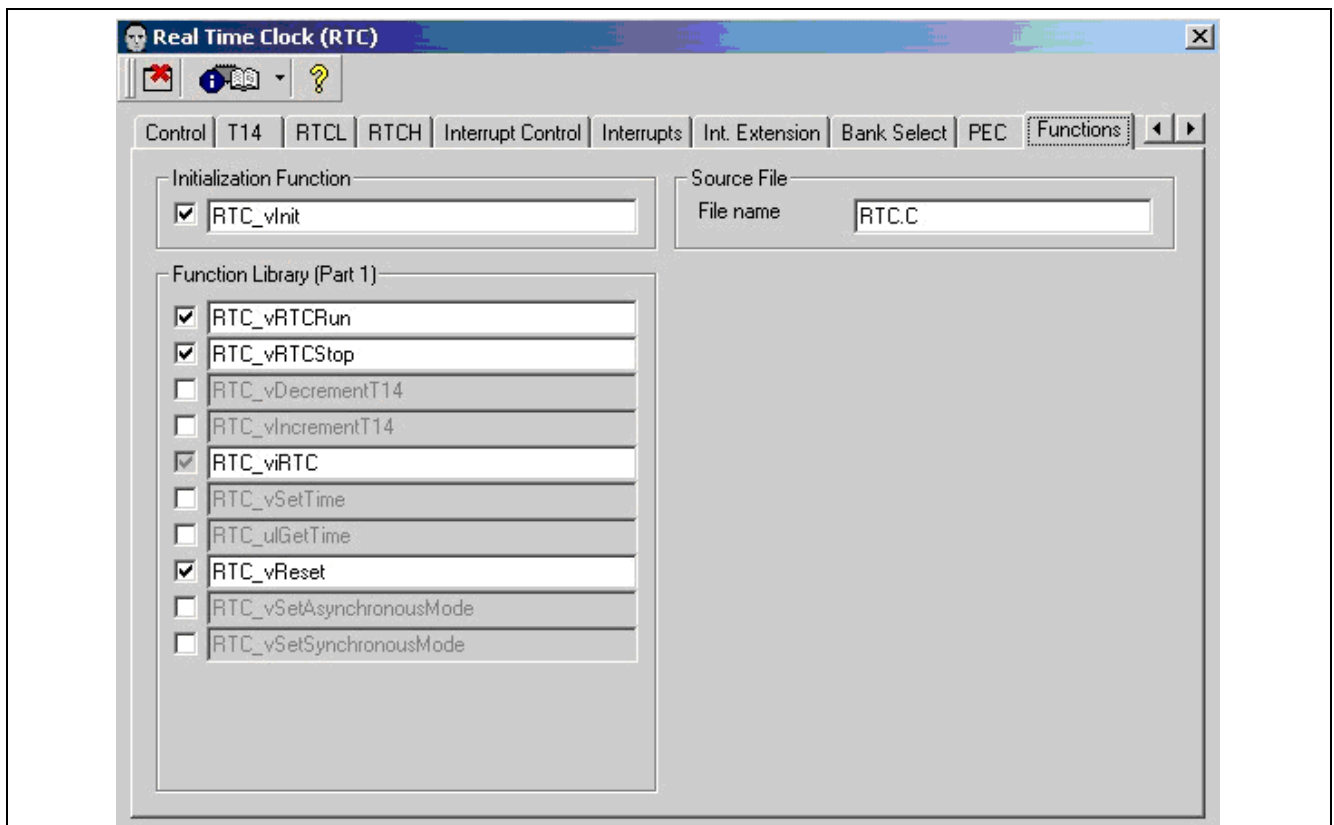 Real Time Clock (RTC)
Control T14 RTCL RTCH Interrupt Control Interrupts Int. Extension Bank Select PEC Functions
Initialization Function
RTC_vInit
Source File
File name RTC.C
Function Library (Part 1)
RTC_vRTCRun
RTC_vRTCStop
RTC_vDecrementT14
RTC_vIncrementT14
RTC_viRTC
RTC_vSetTime
RTC_ulGetTime
RTC_vReset
RTC_vSetAsynchronousMode
RTC_vSetSynchronousMode